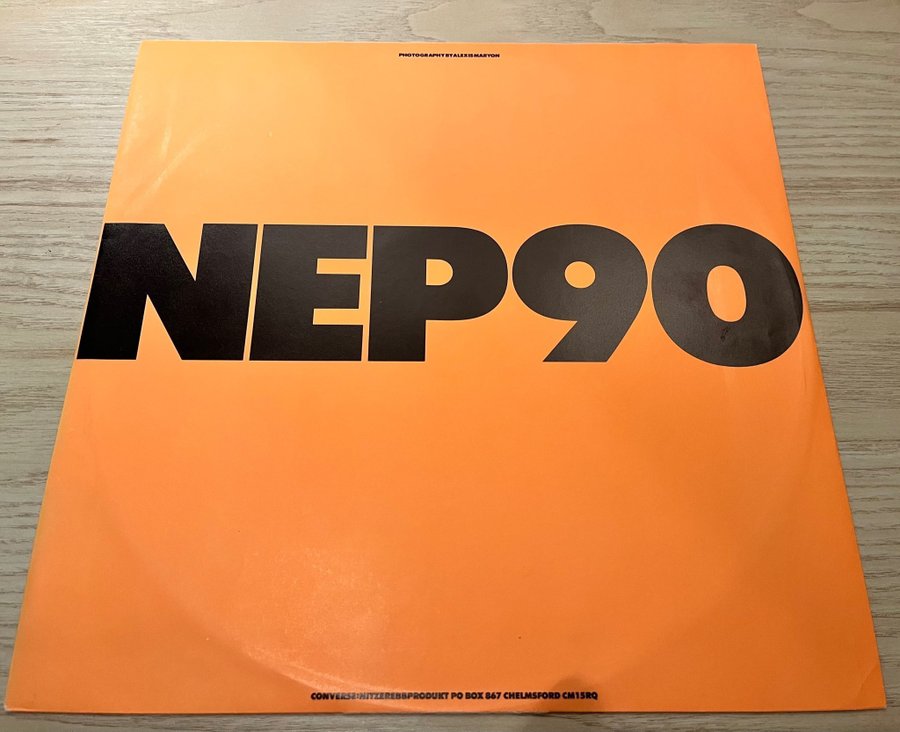 PHOTOGRAPHY BY ALEXIS MARYON
NEP90
CONVERSE:NITZEREBBPRODUKT PO BOX 867 CHELMSFORD CM15RQ